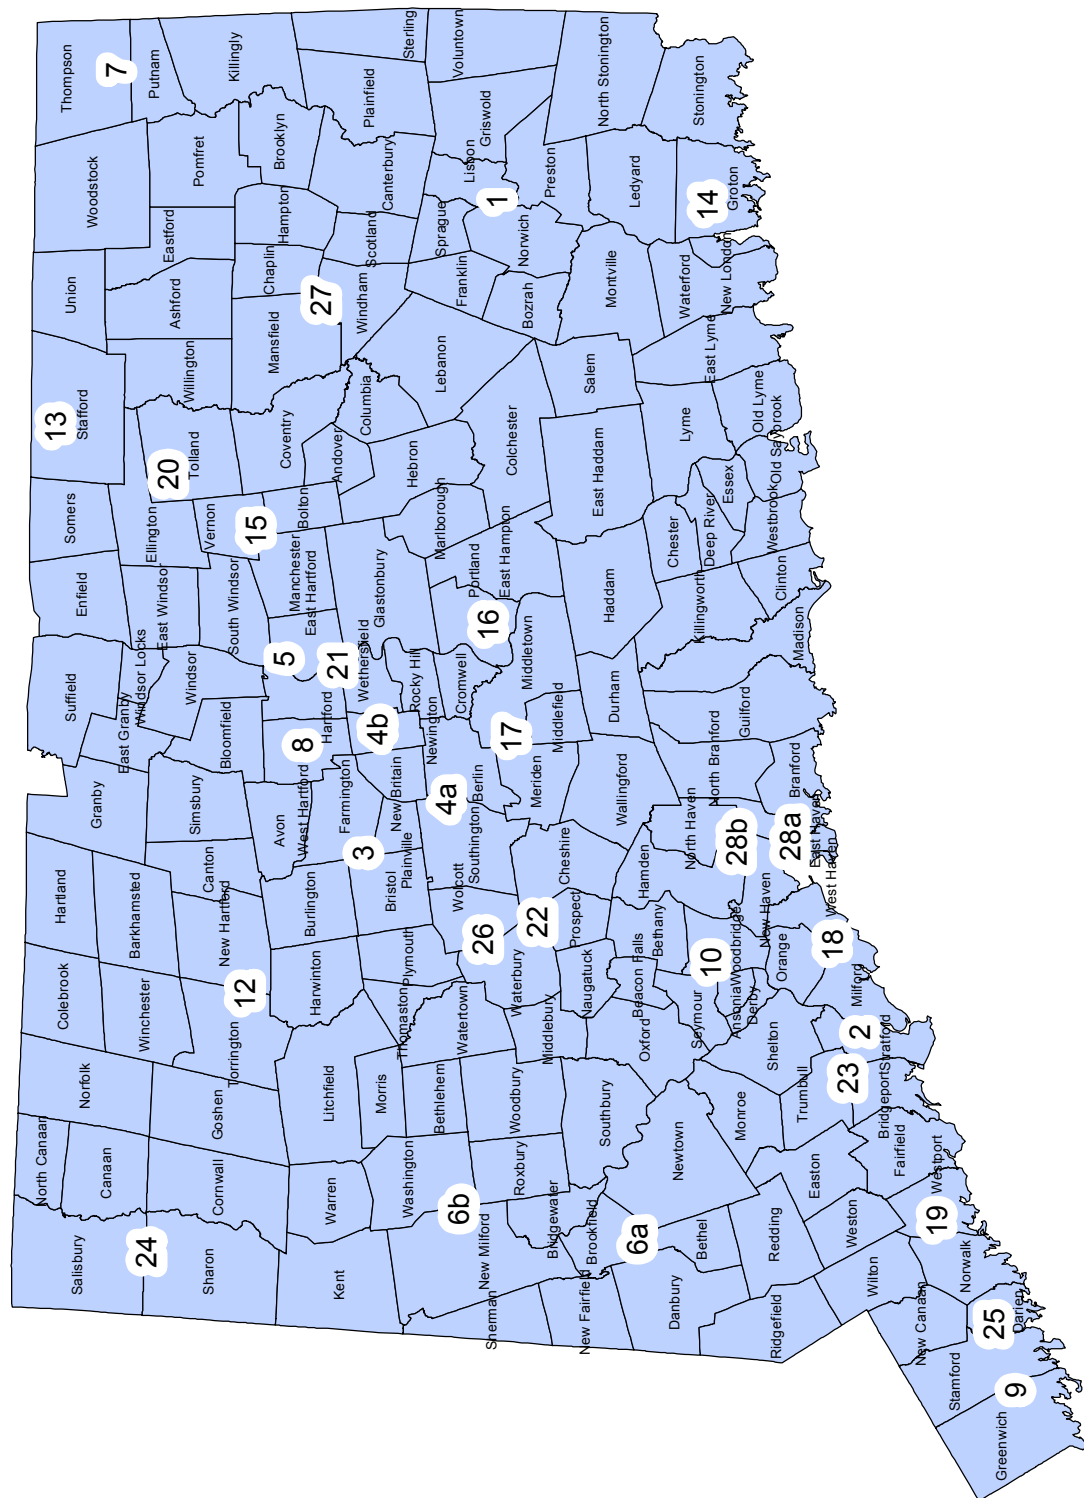 Salisbury
North Canaan
Canaan
Norfolk
Colebrook
Hartland
Granby
Suffield
East Granby
Windsor Locks
Enfield
Somers
Stafford
13
Union
Woodstock
Thompson
7
Putnam
24
Sharon
Cornwall
Goshen
Winchester
Barkhamsted
Torrington
12
New Hartford
Canton
Simsbury
Bloomfield
Windsor
East Windsor
South Windsor
Ellington
Vernon
20
Tolland
Willington
Ashford
Eastford
Pomfret
Killingly
Kent
Warren
Litchfield
Harwinton
Burlington
Avon
West Hartford
Farmington
8
Hartford
5
East Hartford
Manchester
15
Bolton
Coventry
Andover
Mansfield
Chaplin
27
Hampton
Brooklyn
Sterling
Plainfield
Canterbury
Scotland
Windham
Columbia
Hebron
Washington
Morris
Bethlehem
Watertown
Thomaston
Plymouth
Bristol
3
Plainville
New Britain
4b
Newington
21
Wethersfield
Rocky Hill
Glastonbury
Marlborough
Lebanon
Franklin
Sprague
Lisbon
Griswold
Voluntown
Sherman
New Milford
6b
Roxbury
Woodbury
Bridgewater
Middlebury
Waterbury
26
Wolcott
Southington
4a
Berlin
Cromwell
16
Portland
East Hampton
Colchester
Bozrah
Norwich
1
Preston
North Stonington
New Fairfield
Brookfield
6a
Southbury
Oxford
Naugatuck
Beacon Falls
Prospect
22
Cheshire
Meriden
17
Middlefield
Middletown
Haddam
East Haddam
Salem
Montville
Ledyard
Stonington
Danbury
Bethel
Newtown
Monroe
Seymour
Bethany
Hamden
Wallingford
Durham
Killingworth
Chester
Deep River
Essex
Lyme
East Lyme
Waterford
New London
14
Groton
Ridgefield
Redding
Easton
Trumbull
Shelton
Derby
Ansonia
10
Woodbridge
New Haven
28b
North Haven
North Branford
Guilford
Madison
Clinton
Westbrook
Old Saybrook
Old Lyme
Wilton
Weston
Fairfield
Bridgeport
23
Stratford
2
Milford
Orange
18
West Haven
28a
East Haven
Branford
New Canaan
Norwalk
19
Westport
Stamford
25
Darien
Greenwich
9